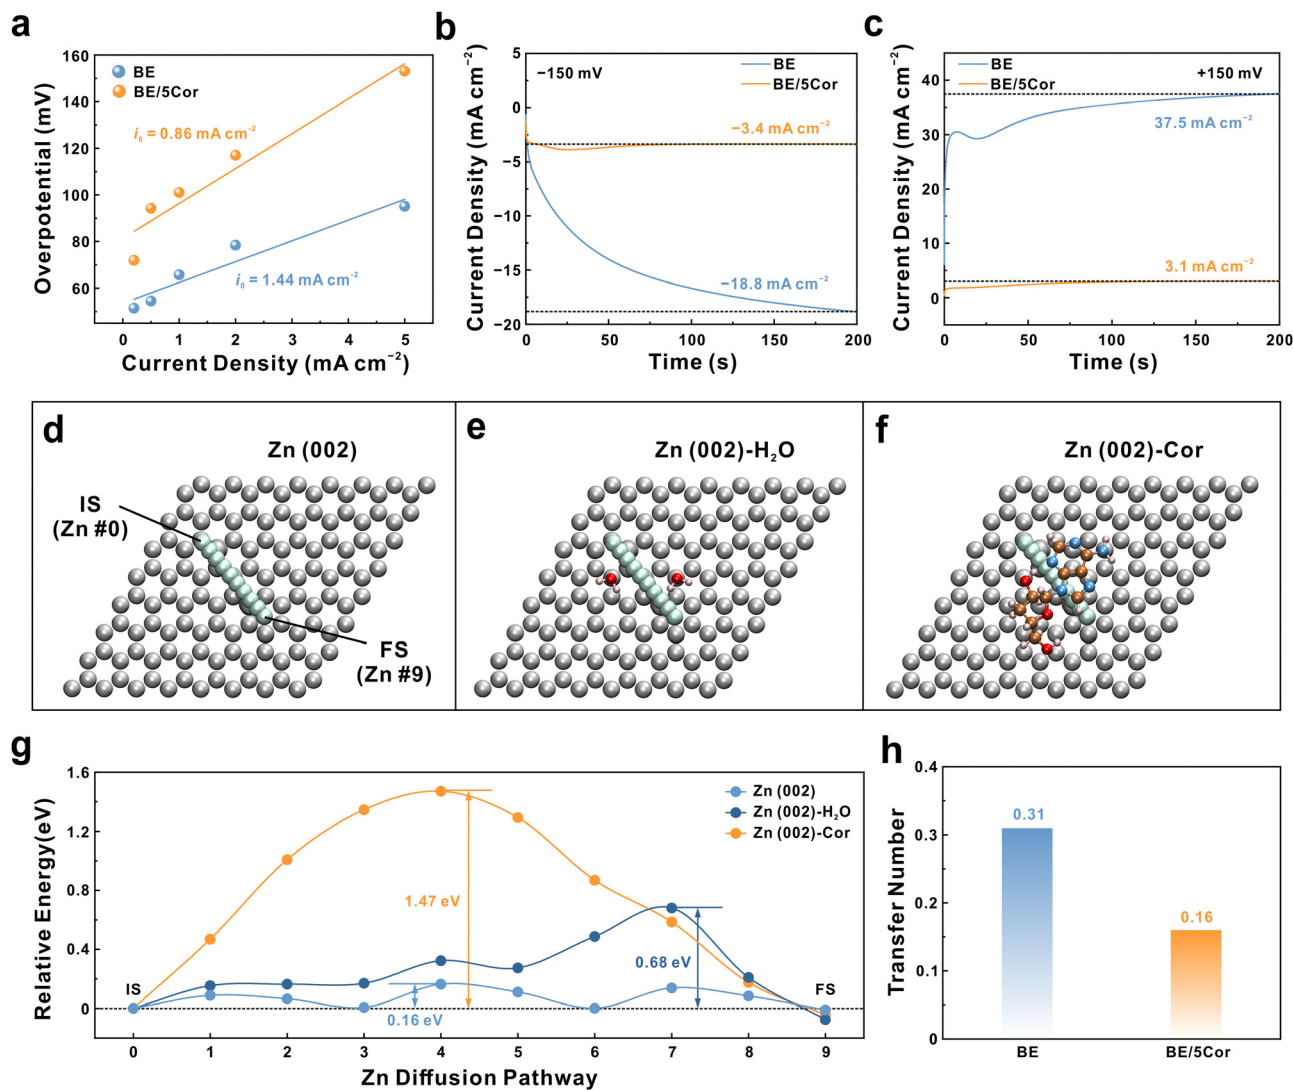 a
Overpotential (mV)
160
140
120
100
80
60
BE
BE/5Cor
i₀ = 0.86 mA cm⁻²
i₀ = 1.44 mA cm⁻²
0 1 2 3 4 5
Current Density (mA cm⁻²)
b
Current Density (mA cm⁻²)
5
0
−5
−10
−15
−20
−150 mV
BE
BE/5Cor
−3.4 mA cm⁻²
−18.8 mA cm⁻²
0 50 100 150 200
Time (s)
c
Current Density (mA cm⁻²)
40
30
20
10
0
BE
BE/5Cor
+150 mV
37.5 mA cm⁻²
3.1 mA cm⁻²
0 50 100 150 200
Time (s)
d
Zn (002)
IS
(Zn #0)
FS
(Zn #9)
e
Zn (002)-H₂O
f
Zn (002)-Cor
g
Relative Energy(eV)
1.6
1.2
0.8
0.4
0
Zn (002)
Zn (002)-H₂O
Zn (002)-Cor
1.47 eV
0.68 eV
0.16 eV
IS
FS
0 1 2 3 4 5 6 7 8 9
Zn Diffusion Pathway
h
Transfer Number
0.4
0.3
0.2
0.1
0
0.31
0.16
BE BE/5Cor